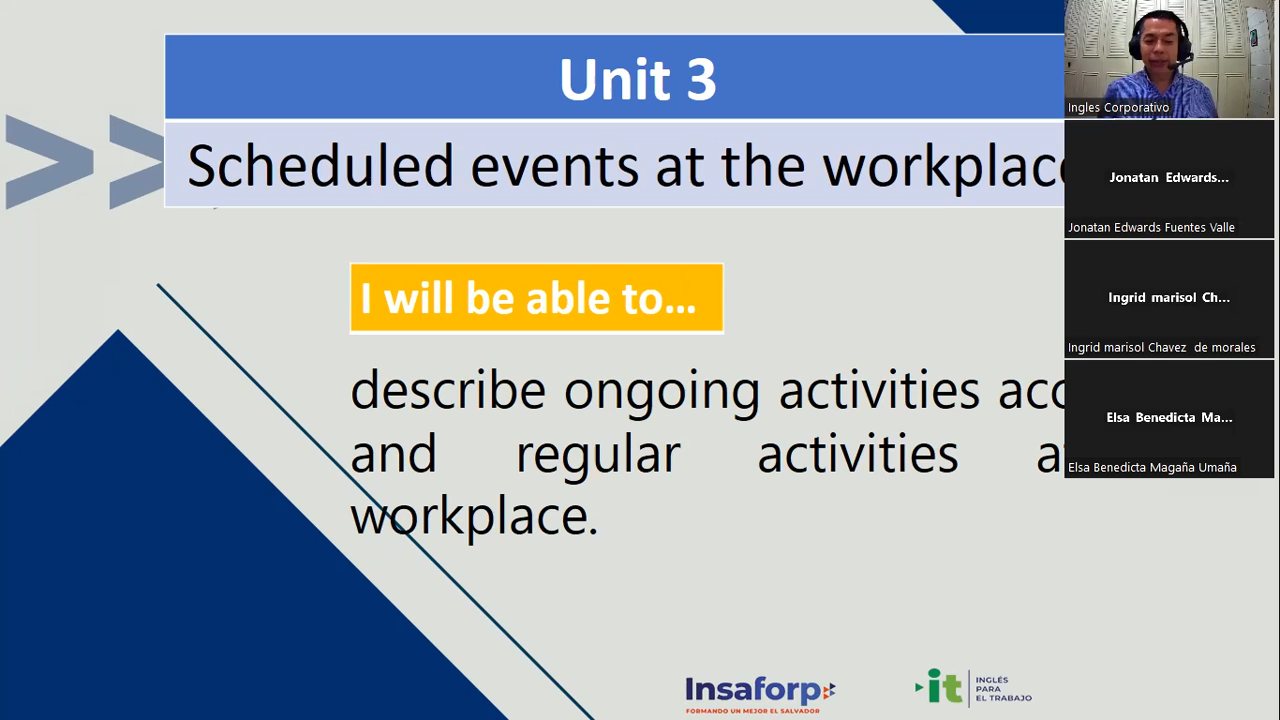 Unit 3
>>
Scheduled events at the workplace
I will be able to...
describe ongoing activities acc
and regular activities a
workplace.
Insaforp
FORMANDO UN MEJOR EL SALVADOR
it
INGLÉS
PARA
EL TRABAJO
Ingles Corporativo
Jonatan Edwards...
Jonatan Edwards Fuentes Valle
Ingrid marisol Ch...
Ingrid marisol Chavez de morales
Elsa Benedicta Ma...
Elsa Benedicta Magaña Umaña